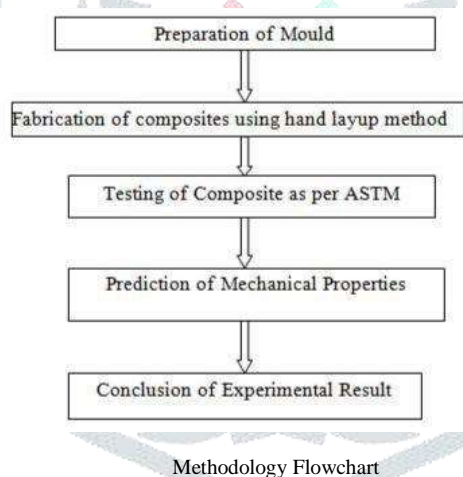 Preparation of Mould
Fabrication of composites using hand layup method
Testing of Composite as per ASTM
Prediction of Mechanical Properties
Conclusion of Experimental Result
Methodology Flowchart